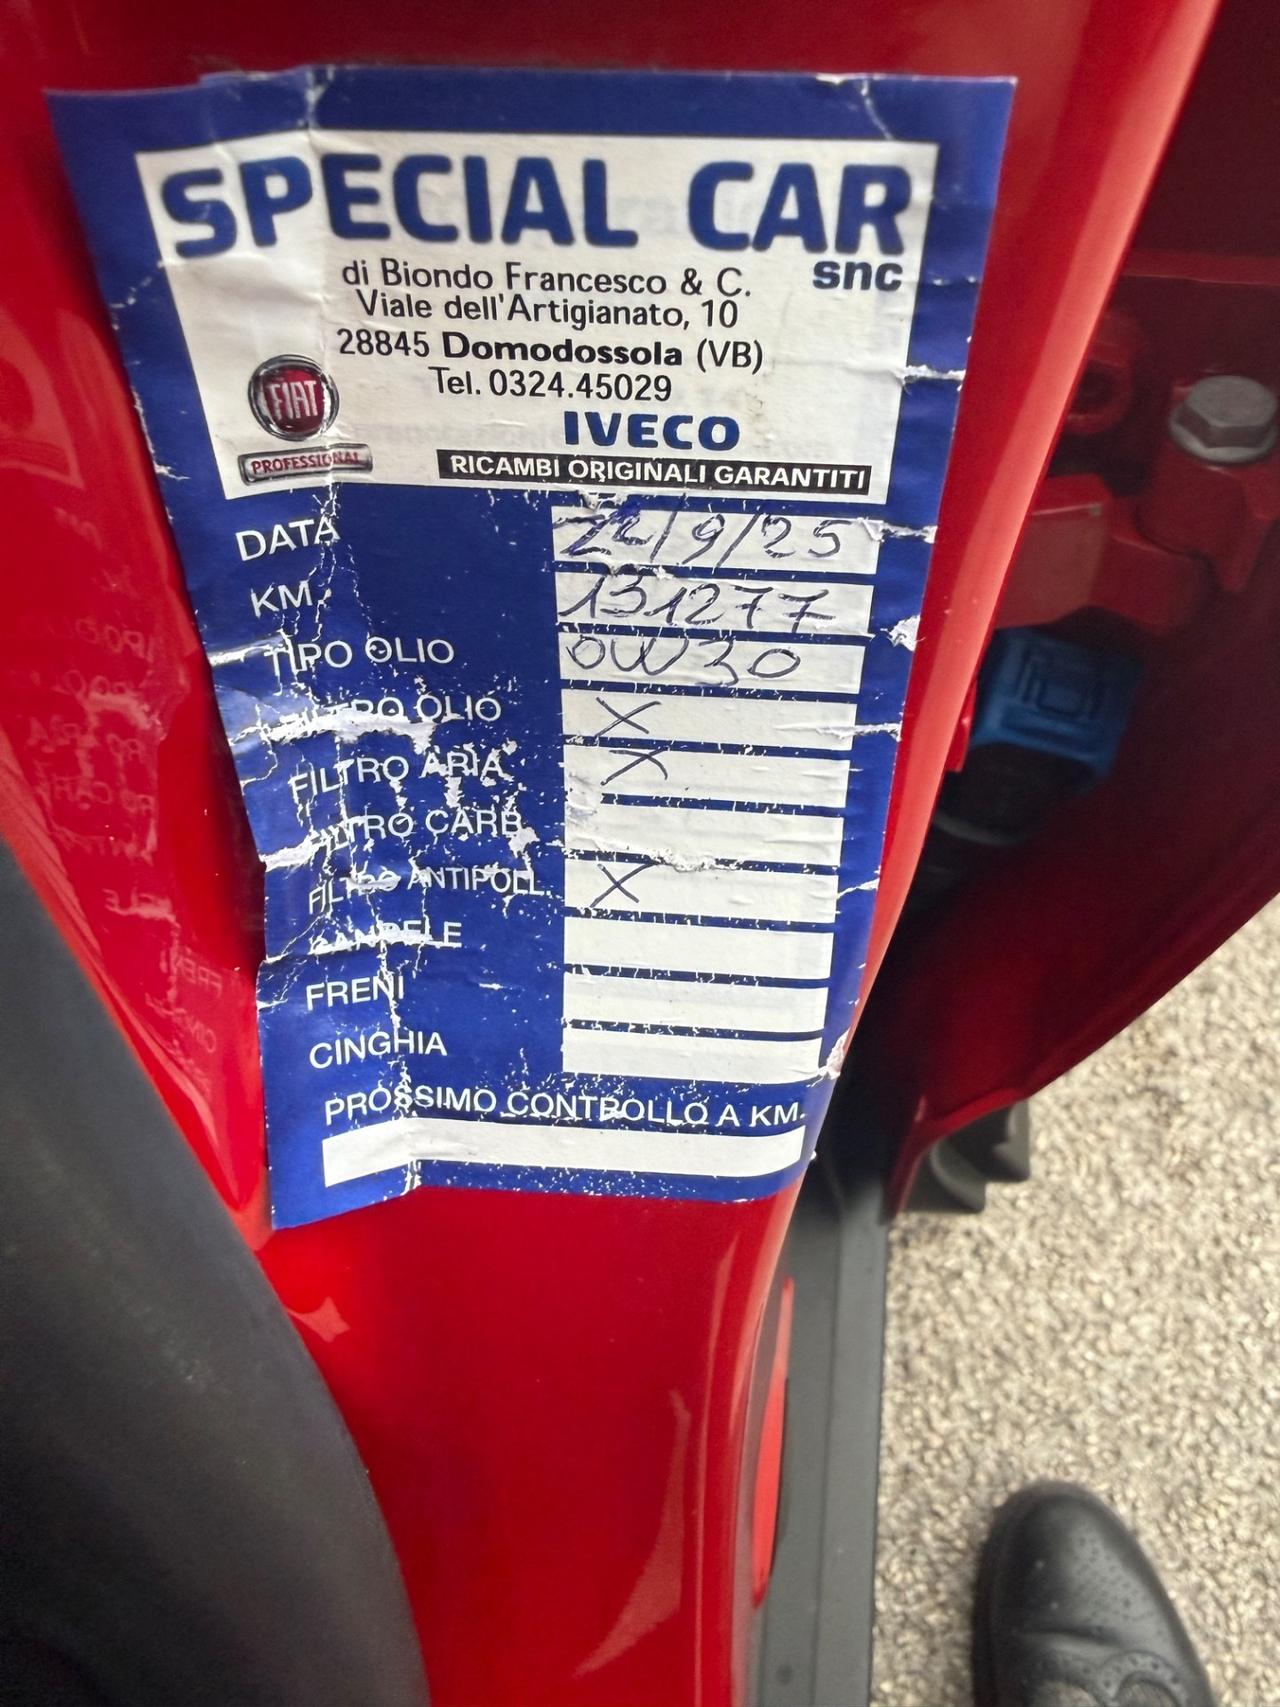 SPECIAL CAR
snc
di Biondo Francesco & C.
Viale dell'Artigianato, 10
28845 Domodossola (VB)
Tel. 0324.45029
FIAT
PROFESSIONAL
IVECO
RICAMBI ORIGINALI GARANTITI
DATA /9/25
KM. 131277
TIPO OLIO 0W30
FILTRO OLIO X
FILTRO ARIA X
FILTRO CARB.
FILTRO ANTIPOLL. X
CANDELE
FRENI
CINGHIA
PROSSIMO CONTROLLO A KM.